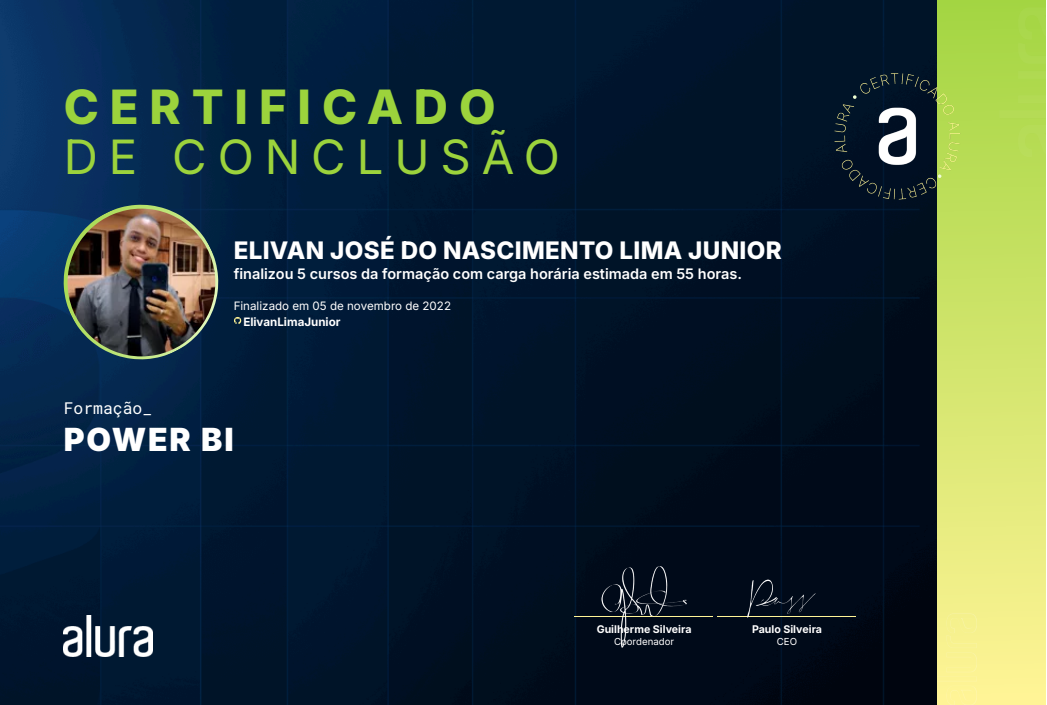 CERTIFICADO
DE CONCLUSÃO
CERTIFICADO ALURA • CERTIFICADO ALURA •
a
ELIVAN JOSÉ DO NASCIMENTO LIMA JUNIOR
finalizou 5 cursos da formação com carga horária estimada em 55 horas.
Finalizado em 05 de novembro de 2022
ElivanLimaJunior
Formação_
POWER BI
alura
Guilherme Silveira
Coordenador
Paulo Silveira
CEO